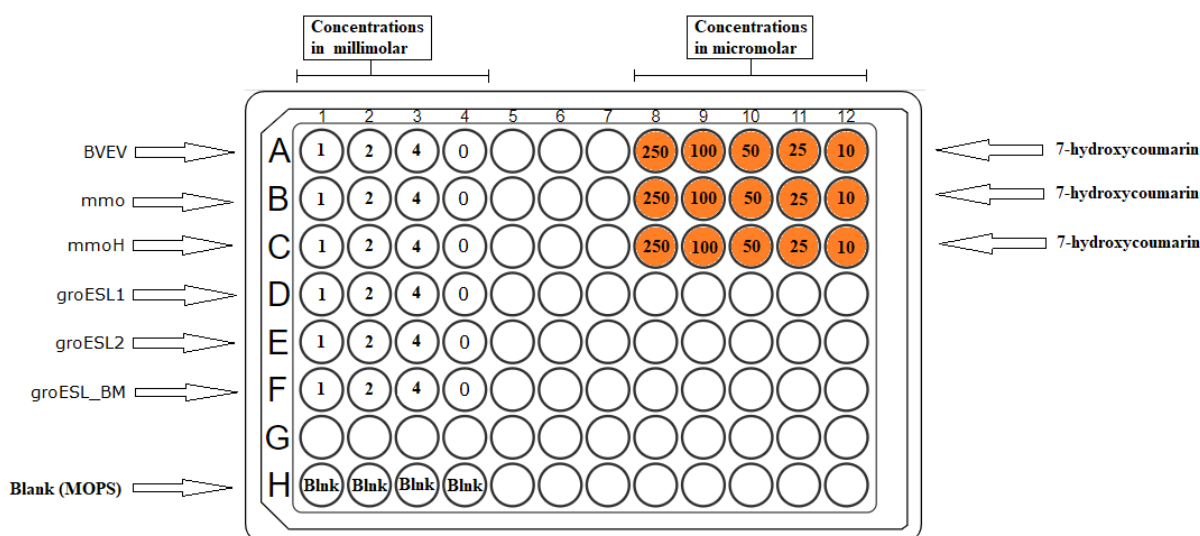 Concentrations
in millimolar
Concentrations
in micromolar
1 2 3 4 5 6 7 8 9 10 11 12
BVEV A 1 2 4 0 250 100 50 25 10 7-hydroxycoumarin
mmo B 1 2 4 0 250 100 50 25 10 7-hydroxycoumarin
mmoH C 1 2 4 0 250 100 50 25 10 7-hydroxycoumarin
groESL1 D 1 2 4 0
groESL2 E 1 2 4 0
groESL_BM F 1 2 4 0
G
Blank (MOPS) H Blnk Blnk Blnk Blnk